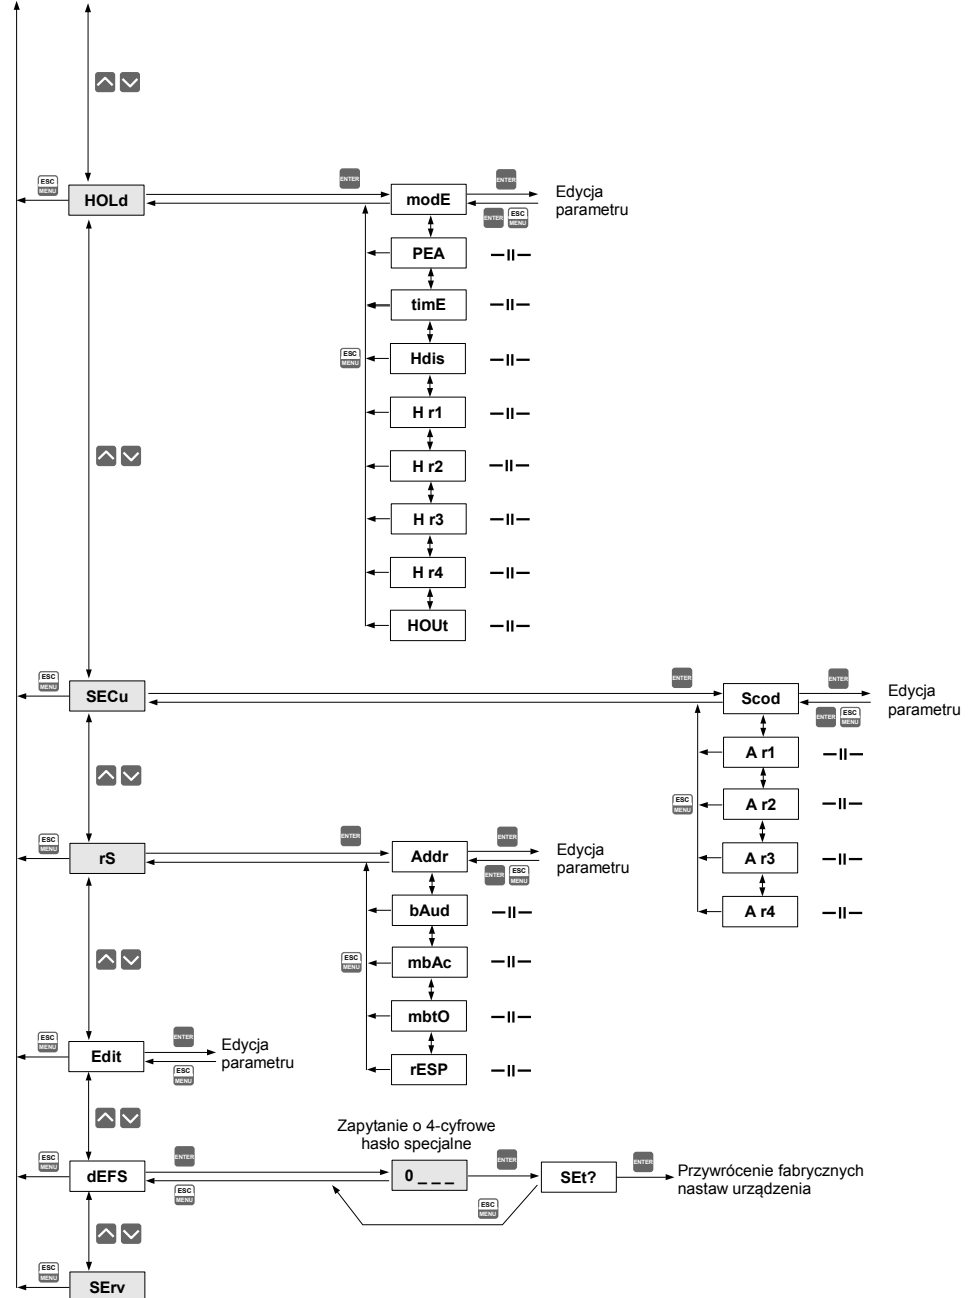 ESC
MENU
HOLd
ENTER
modE
ENTER
ENTER
ESC
MENU
Edycja
parametru
PEA
–II–
timE
–II–
ESC
MENU
Hdis
–II–
H r1
–II–
H r2
–II–
H r3
–II–
H r4
–II–
HOUt
–II–
ESC
MENU
SECu
ENTER
Scod
ENTER
ENTER
ESC
MENU
Edycja
parametru
A r1
–II–
ESC
MENU
A r2
–II–
A r3
–II–
A r4
–II–
ESC
MENU
rS
ENTER
Addr
ENTER
ENTER
ESC
MENU
Edycja
parametru
bAud
–II–
ESC
MENU
mbAc
–II–
mbtO
–II–
rESP
–II–
ESC
MENU
Edit
ENTER
ESC
MENU
Edycja
parametru
Zapytanie o 4-cyfrowe
hasło specjalne
ESC
MENU
dEFS
ENTER
ESC
MENU
0 _ _ _
ENTER
ESC
MENU
SEt?
ENTER
Przywrócenie fabrycznych
nastaw urządzenia
ESC
MENU
SErv